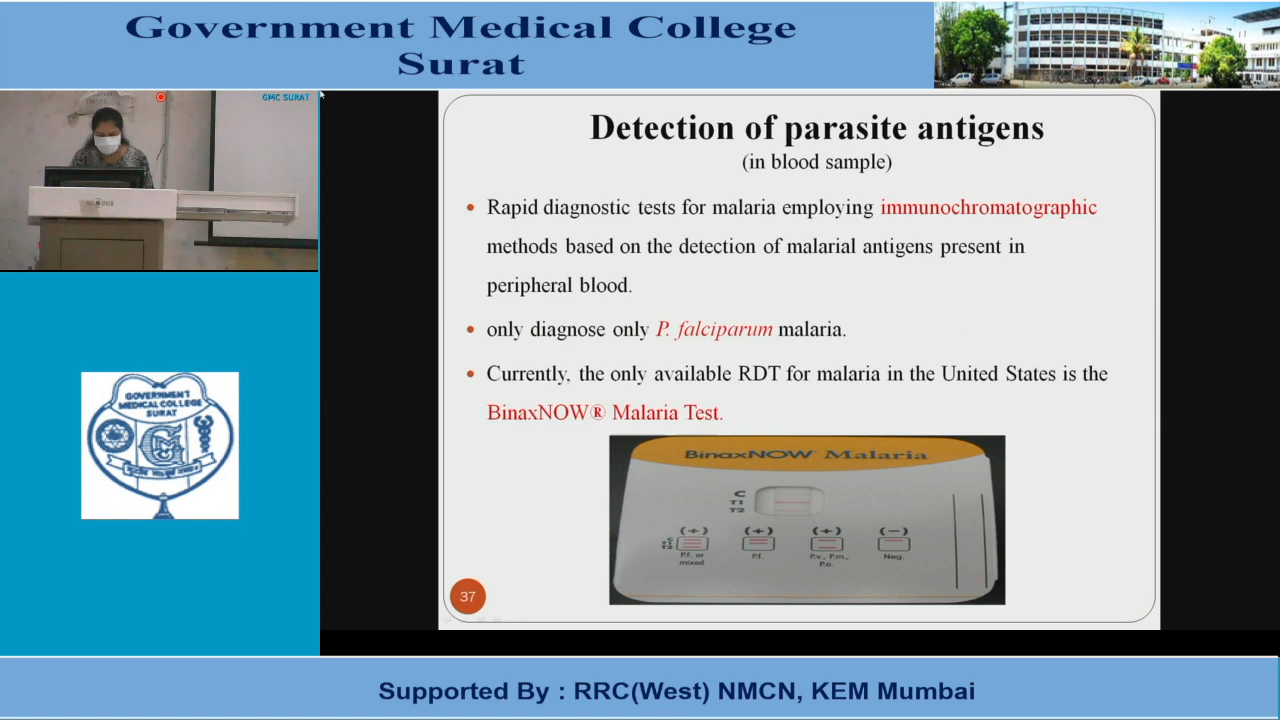 Government Medical College
Surat
GMC SURAT
GOVERNMENT
MEDICAL COLLEGE
SURAT
Detection of parasite antigens
(in blood sample)
• Rapid diagnostic tests for malaria employing immunochromatographic
methods based on the detection of malarial antigens present in
peripheral blood.
• only diagnose only P. falciparum malaria.
• Currently, the only available RDT for malaria in the United States is the
BinaxNOW® Malaria Test.
BinaxNOW Malaria
C
T1
T2
(+) (+) (+) (-)
C
T1
T2
P.f. or P.f. P.v., P.m., Neg.
mixed P.o.
37
Supported By : RRC(West) NMCN, KEM Mumbai